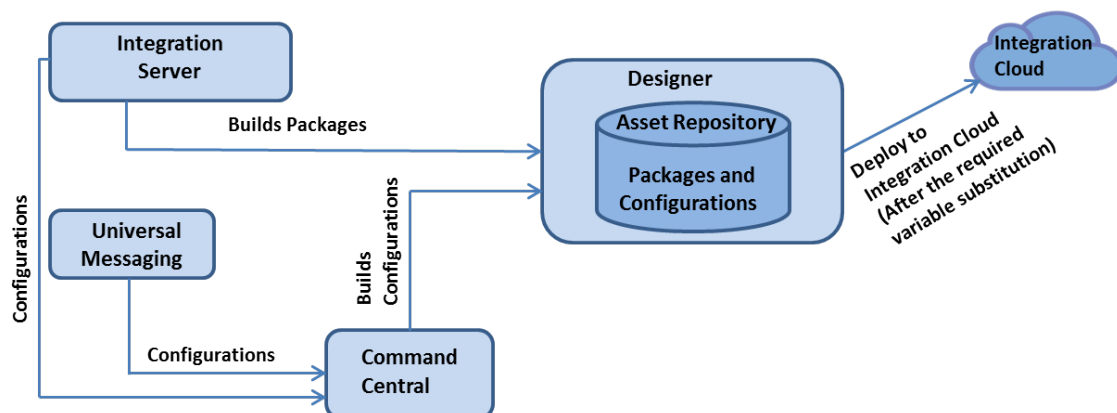 Integration
Server
Builds Packages
Configurations
Universal
Messaging
Configurations
Builds
Configurations
Command
Central
Designer
Asset Repository
Packages and
Configurations
Deploy to
Integration Cloud
(After the required
variable substitution)
Integration
Cloud